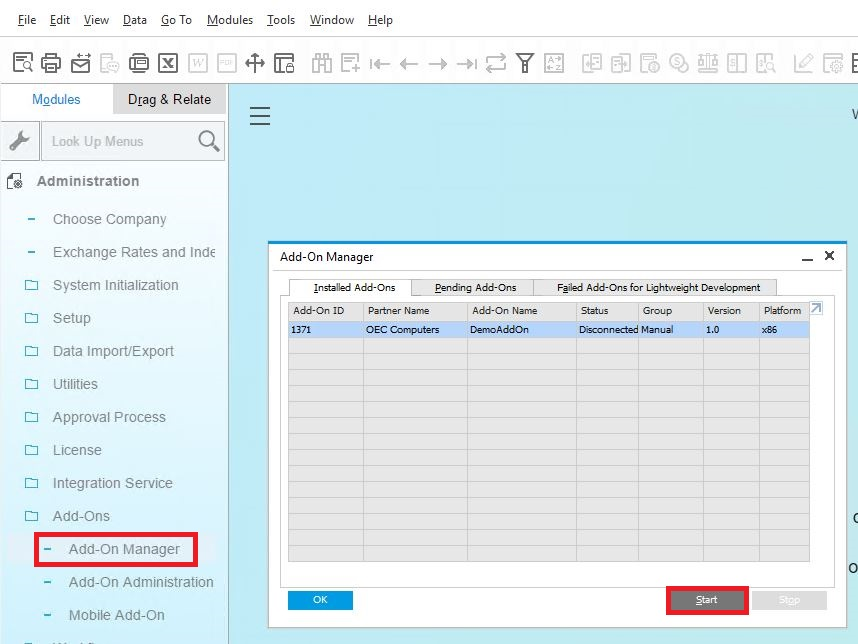 File Edit View Data Go To Modules Tools Window Help
Modules Drag & Relate
Look Up Menus
Administration
Choose Company
Exchange Rates and Inde
System Initialization
Setup
Data Import/Export
Utilities
Approval Process
License
Integration Service
Add-Ons
Add-On Manager
Add-On Administration
Mobile Add-On
Add-On Manager
Installed Add-Ons Pending Add-Ons Failed Add-Ons for Lightweight Development
Add-On ID Partner Name Add-On Name Status Group Version Platform
1371 OEC Computers DemoAddOn Disconnected Manual 1.0 x86
OK Start Stop